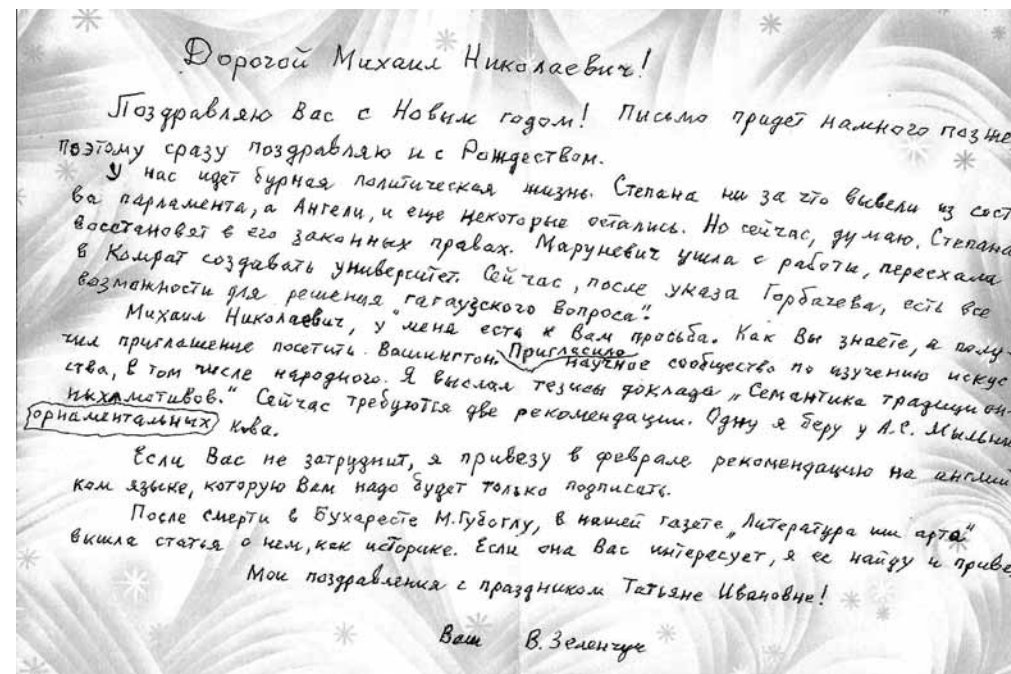 Дорогой Михаил Николаевич!
Поздравляю Вас с Новым годом! Письмо придет намного позже
поэтому сразу поздравляю и с Рождеством.
У нас идет бурная политическая жизнь. Степана ни за что вывели из сост
ва парламента, а Ангели, и еще некоторые остались. Но сейчас, думаю, Степана
восстановят в его законных правах. Маруневич ушла с работы, переехала
в Комрат создавать университет. Сейчас, после указа Горбачева, есть все
возможности для решения "гагаузского вопроса".
Михаил Николаевич, у меня есть к Вам просьба. Как Вы знаете, я полу-
чил приглашение посетить Вашингтон. Пригласило научное сообщество по изучению искус
ства, в том числе народного. Я выслал тезисы доклада „Семантика традицион-
ных мотивов." Сейчас требуются две рекомендации. Одну я беру у А.С. Мыльни
орнаментальных кова.
Если Вас не затруднит, я привезу в феврале рекомендацию на англий
ком языке, которую Вам надо будет только подписать.
После смерти в Бухаресте М.Губоглу, в нашей газете „Литература ши арта"
вышла статья о нем, как историке. Если она Вас интересует, я ее найду и приве
Мои поздравления с праздником Татьяне Ивановне!
Ваш В. Зеленчук